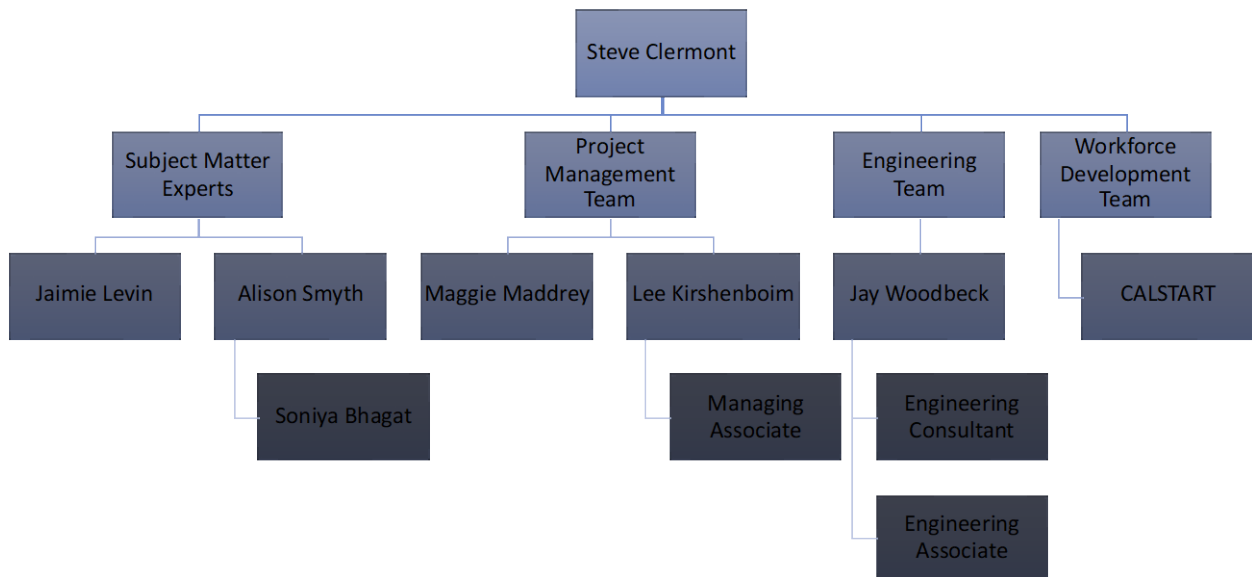 Steve Clermont
Subject Matter
Experts
Project
Management
Team
Engineering
Team
Workforce
Development
Team
Jaimie Levin
Alison Smyth
Maggie Maddrey
Lee Kirshenboim
Jay Woodbeck
CALSTART
Soniya Bhagat
Managing
Associate
Engineering
Consultant
Engineering
Associate